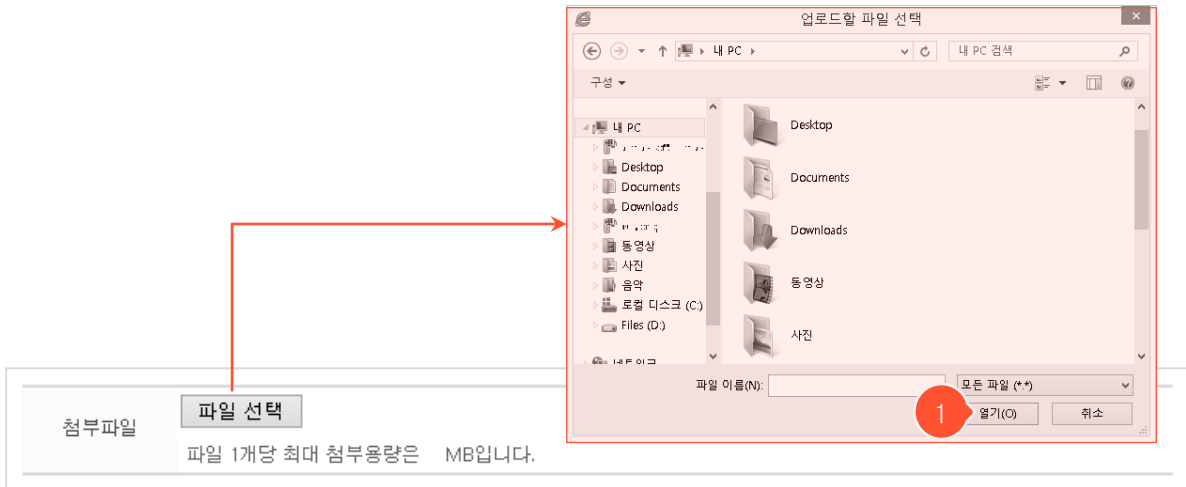 업로드할 파일 선택
내 PC
내 PC 검색
구성
내 PC
Desktop
Documents
Downloads
동영상
사진
음악
로컬 디스크 (C:)
Files (D:)
네트워크
Desktop
Documents
Downloads
동영상
사진
파일 이름(N):
모든 파일 (*.*)
1
열기(O)
취소
첨부파일
파일 선택
파일 1개당 최대 첨부용량은 MB입니다.